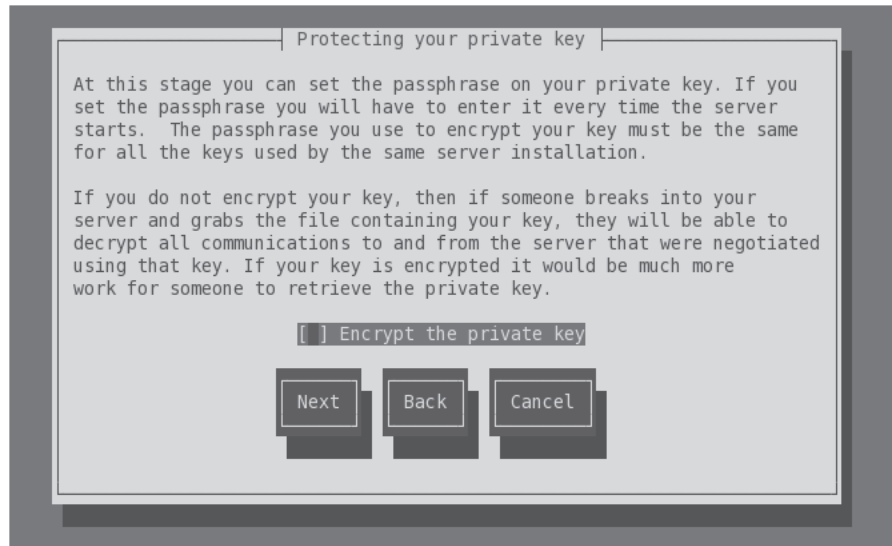 Protecting your private key
At this stage you can set the passphrase on your private key. If you
set the passphrase you will have to enter it every time the server
starts.  The passphrase you use to encrypt your key must be the same
for all the keys used by the same server installation.
If you do not encrypt your key, then if someone breaks into your
server and grabs the file containing your key, they will be able to
decrypt all communications to and from the server that were negotiated
using that key. If your key is encrypted it would be much more
work for someone to retrieve the private key.
[ ] Encrypt the private key
Next Back Cancel